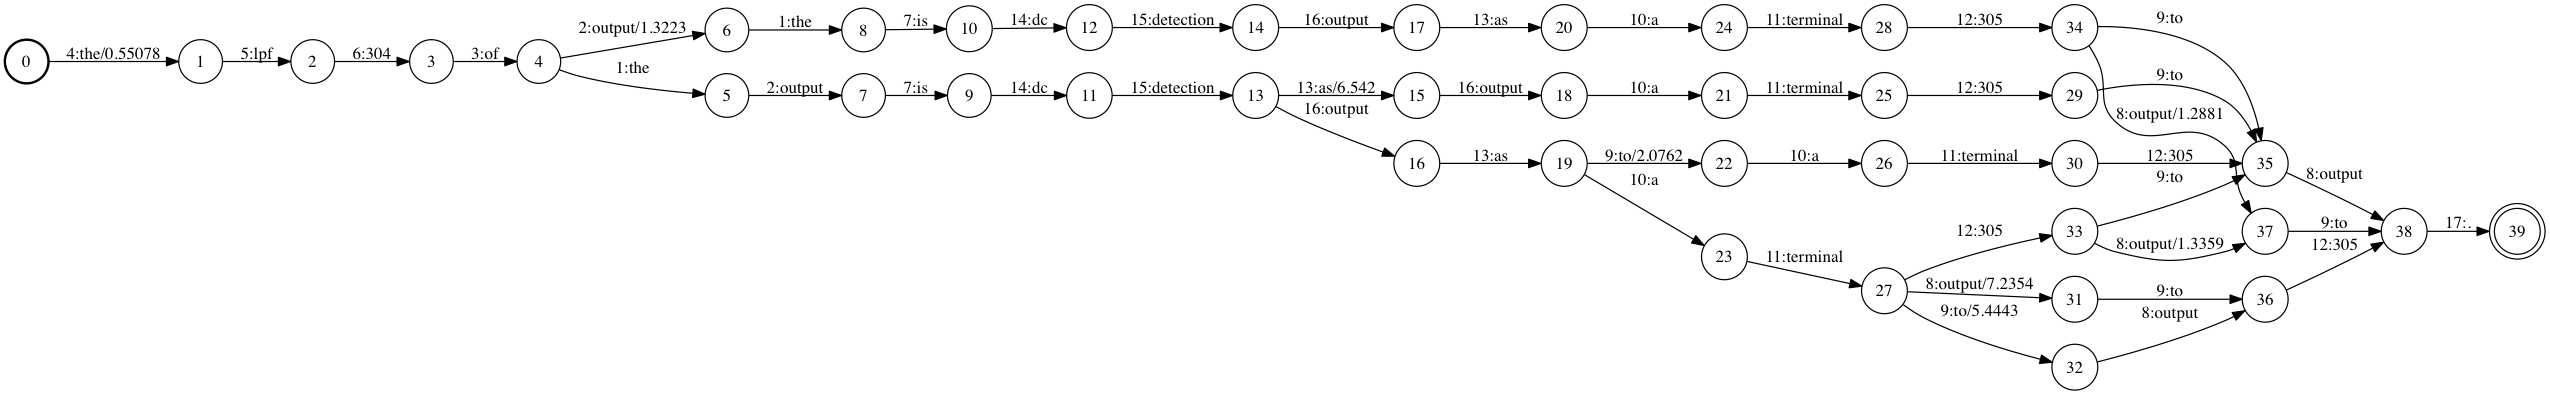 0 4:the/0.55078 1 5:lpf 2 6:304 3 3:of 4
2:output/1.3223 6 1:the 8 7:is 10 14:dc 12 15:detection 14 16:output 17 13:as 20 10:a 24 11:terminal 28 12:305 34 9:to
1:the 5 2:output 7 7:is 9 14:dc 11 15:detection 13 13:as/6.542 15 16:output 18 10:a 21 11:terminal 25 12:305 29 9:to
8:output/1.2881
16:output 16 13:as 19 9:to/2.0762 22 10:a 26 11:terminal 30 12:305 35 8:output
10:a 23 11:terminal 27
12:305 33 9:to
8:output/1.3359 37 9:to 38 17:. 39
8:output/7.2354 31 9:to 36 12:305
9:to/5.4443 32 8:output